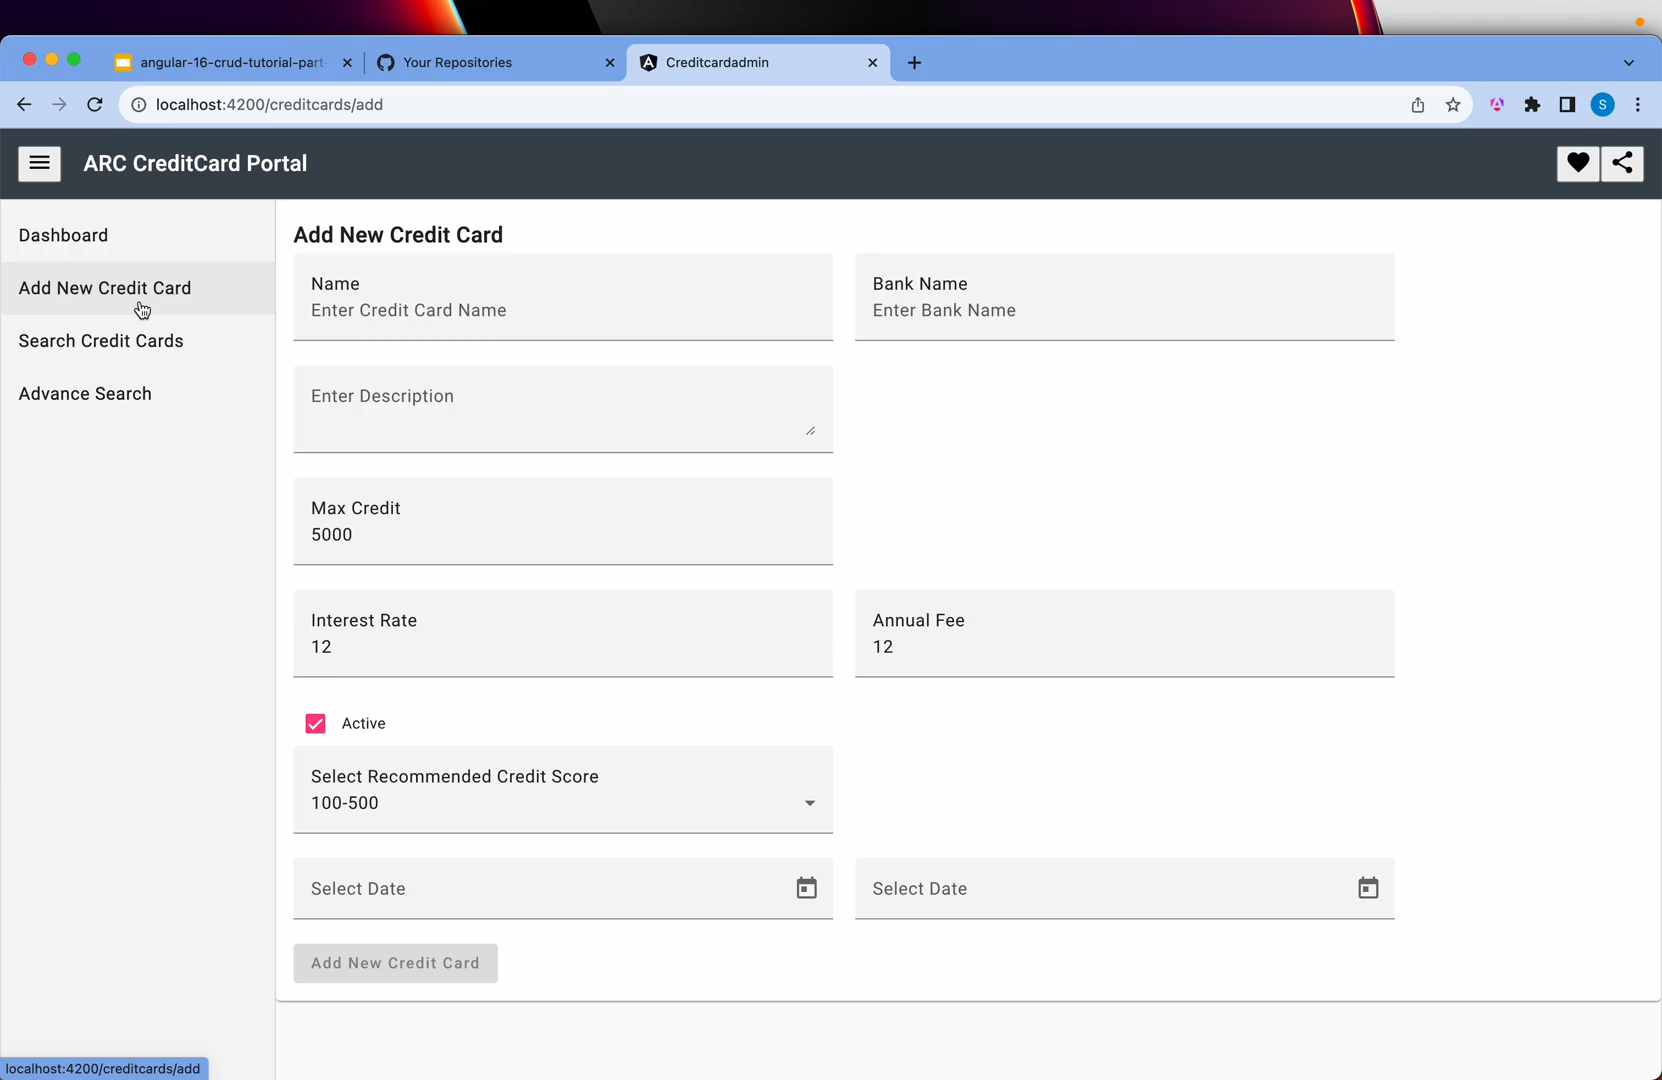 angular-16-crud-tutorial-part-
Your Repositories
Creditcardadmin
localhost:4200/creditcards/add
S
ARC CreditCard Portal
Dashboard
Add New Credit Card
Search Credit Cards
Advance Search
Add New Credit Card
Name
Enter Credit Card Name
Bank Name
Enter Bank Name
Enter Description
Max Credit
5000
Interest Rate
12
Annual Fee
12
Active
Select Recommended Credit Score
100-500
Select Date
Select Date
Add New Credit Card
localhost:4200/creditcards/add